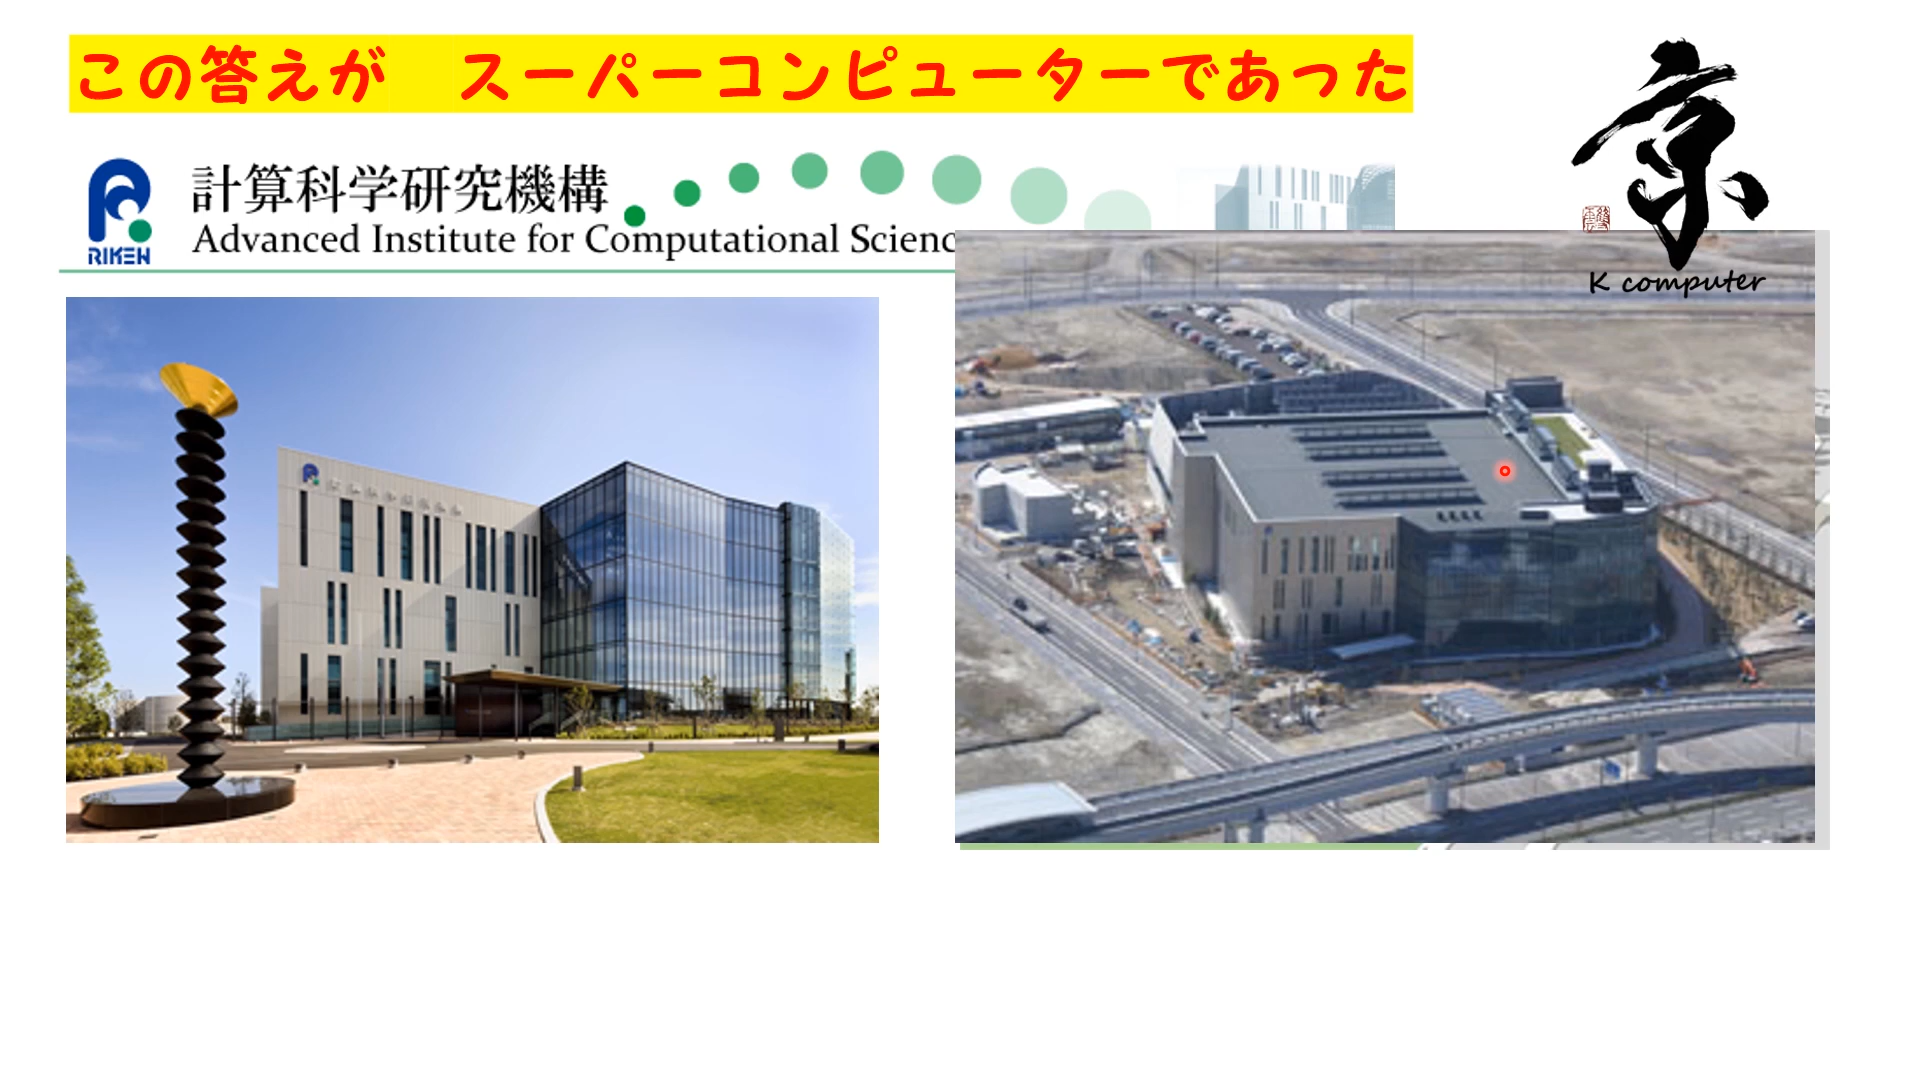 この答えが　スーパーコンピューターであった
京
計算科学研究機構
Advanced Institute for Computational Scienc
RIKEN
K computer